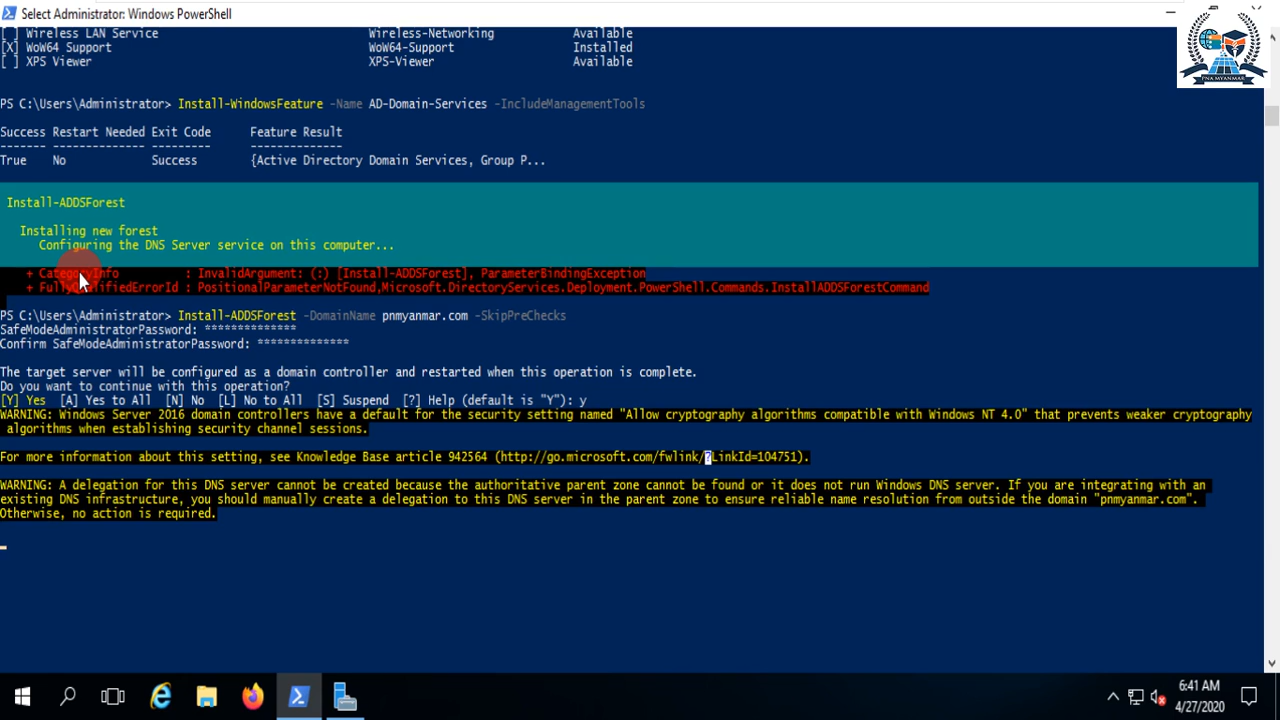 Select Administrator: Windows PowerShell
[ ] Wireless LAN Service Wireless-Networking Available
[X] WoW64 Support WoW64-Support Installed
[ ] XPS Viewer XPS-Viewer Available
PS C:\Users\Administrator> Install-WindowsFeature -Name AD-Domain-Services -IncludeManagementTools
Success Restart Needed Exit Code Feature Result
------- -------------- --------- --------------
True No Success {Active Directory Domain Services, Group P...
Install-ADDSForest
Installing new forest
Configuring the DNS Server service on this computer...
+ CategoryInfo : InvalidArgument: (:) [Install-ADDSForest], ParameterBindingException
+ FullyQualifiedErrorId : PositionalParameterNotFound,Microsoft.DirectoryServices.Deployment.PowerShell.Commands.InstallADDSForestCommand
PS C:\Users\Administrator> Install-ADDSForest -DomainName pnmyanmar.com -SkipPreChecks
SafeModeAdministratorPassword: **************
Confirm SafeModeAdministratorPassword: **************
The target server will be configured as a domain controller and restarted when this operation is complete.
Do you want to continue with this operation?
[Y] Yes [A] Yes to All [N] No [L] No to All [S] Suspend [?] Help (default is "Y"): y
WARNING: Windows Server 2016 domain controllers have a default for the security setting named "Allow cryptography algorithms compatible with Windows NT 4.0" that prevents weaker cryptography
algorithms when establishing security channel sessions.
For more information about this setting, see Knowledge Base article 942564 (http://go.microsoft.com/fwlink/?LinkId=104751).
WARNING: A delegation for this DNS server cannot be created because the authoritative parent zone cannot be found or it does not run Windows DNS server. If you are integrating with an
existing DNS infrastructure, you should manually create a delegation to this DNS server in the parent zone to ensure reliable name resolution from outside the domain "pnmyanmar.com".
Otherwise, no action is required.
PNA MYANMAR
6:41 AM
4/27/2020